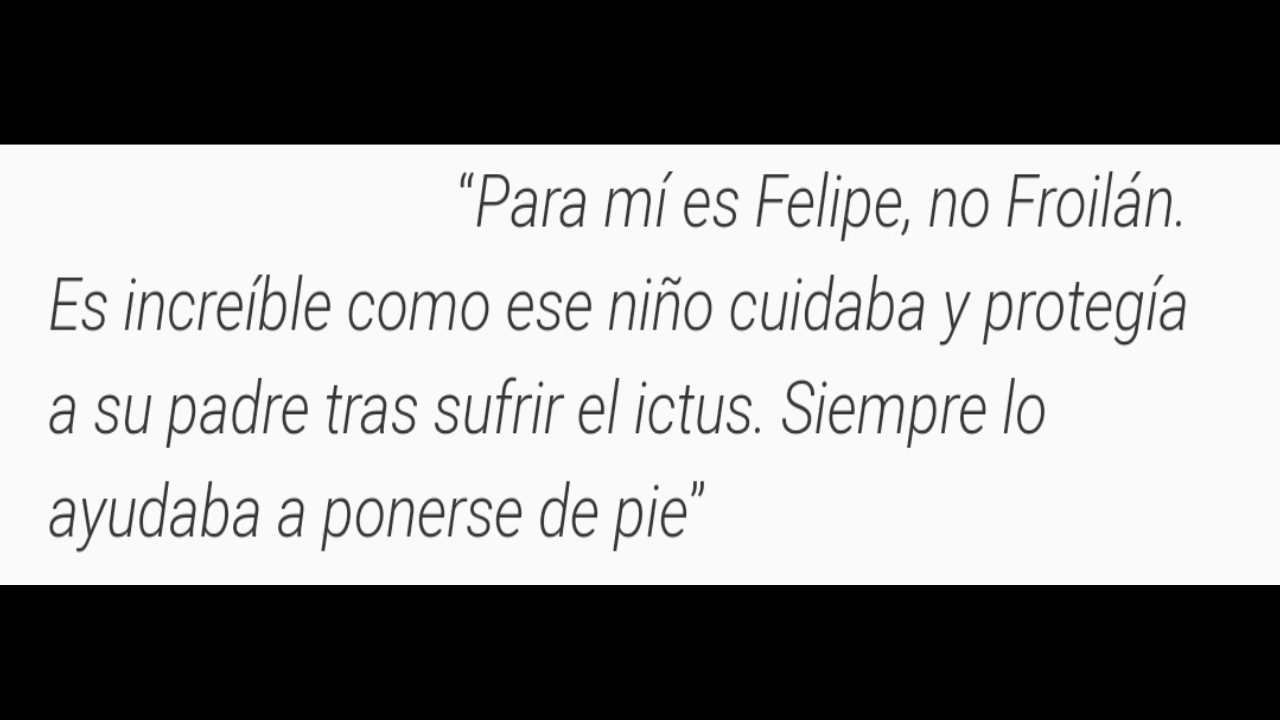 “Para mí es Felipe, no Froilán.
Es increíble como ese niño cuidaba y protegía
a su padre tras sufrir el ictus. Siempre lo
ayudaba a ponerse de pie”